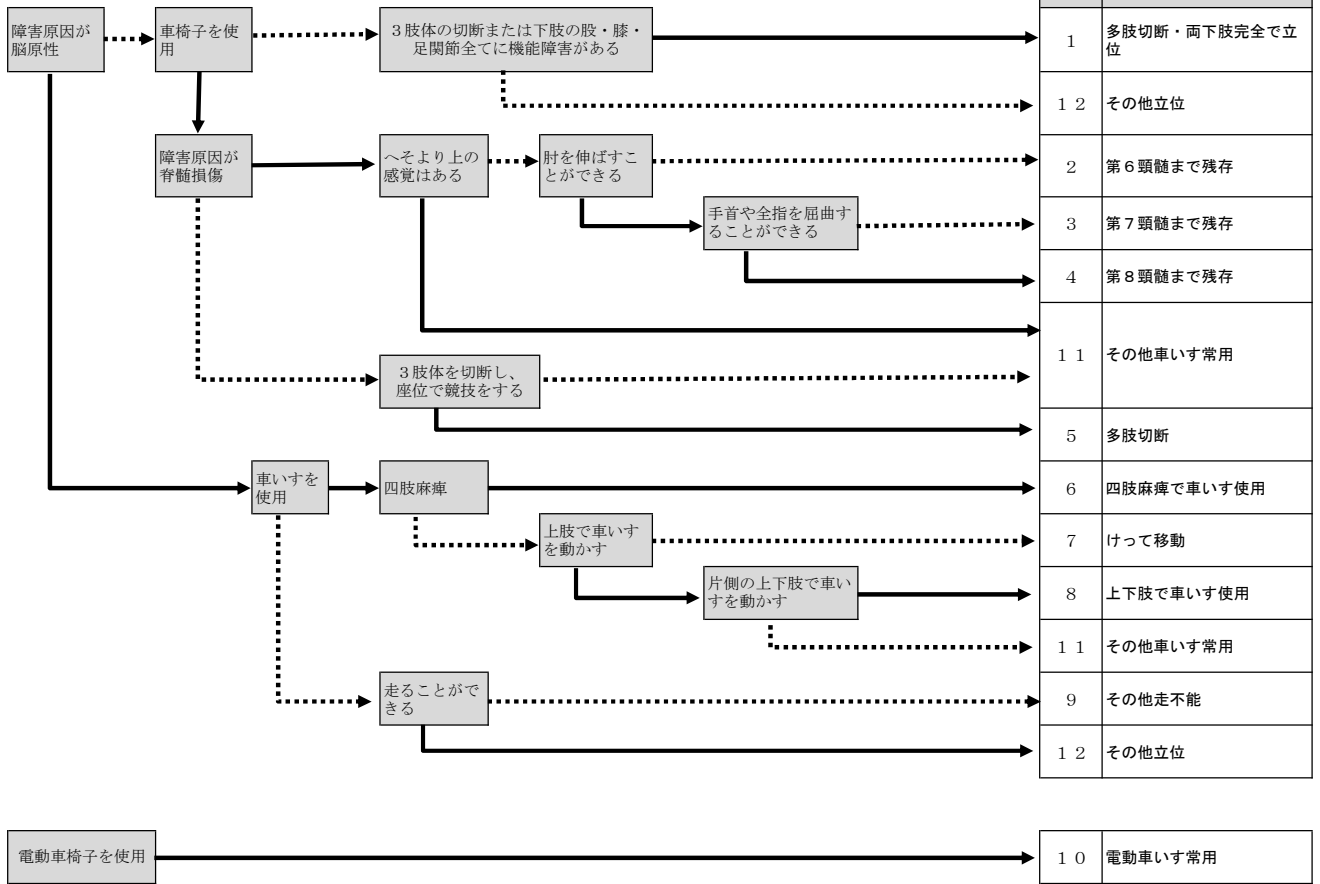 障害原因が
脳原性
車椅子を使
用
３肢体の切断または下肢の股・膝・
足関節全てに機能障害がある
１
多肢切断・両下肢完全で立
位
１２
その他立位
障害原因が
脊髄損傷
へそより上の
感覚はある
肘を伸ばすこ
とができる
２
第６頸髄まで残存
手首や全指を屈曲す
ることができる
３
第７頸髄まで残存
４
第８頸髄まで残存
１１
その他車いす常用
３肢体を切断し、
座位で競技をする
５
多肢切断
車いすを
使用
四肢麻痺
６
四肢麻痺で車いす使用
上肢で車いす
を動かす
７
けって移動
片側の上下肢で車い
すを動かす
８
上下肢で車いす使用
１１
その他車いす常用
走ることがで
きる
９
その他走不能
１２
その他立位
電動車椅子を使用
１０
電動車いす常用